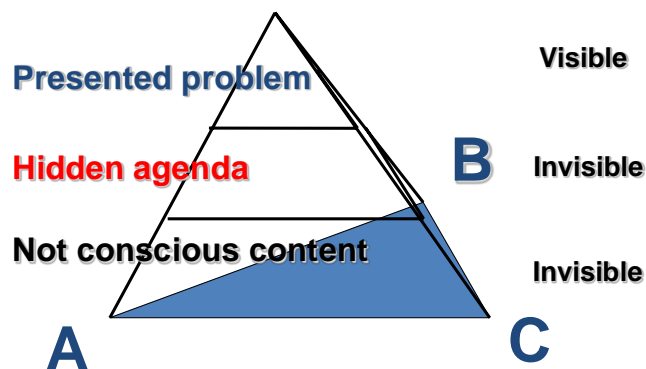 Visible
Presented problem
B
Hidden agenda
Invisible
Not conscious content
Invisible
A
C